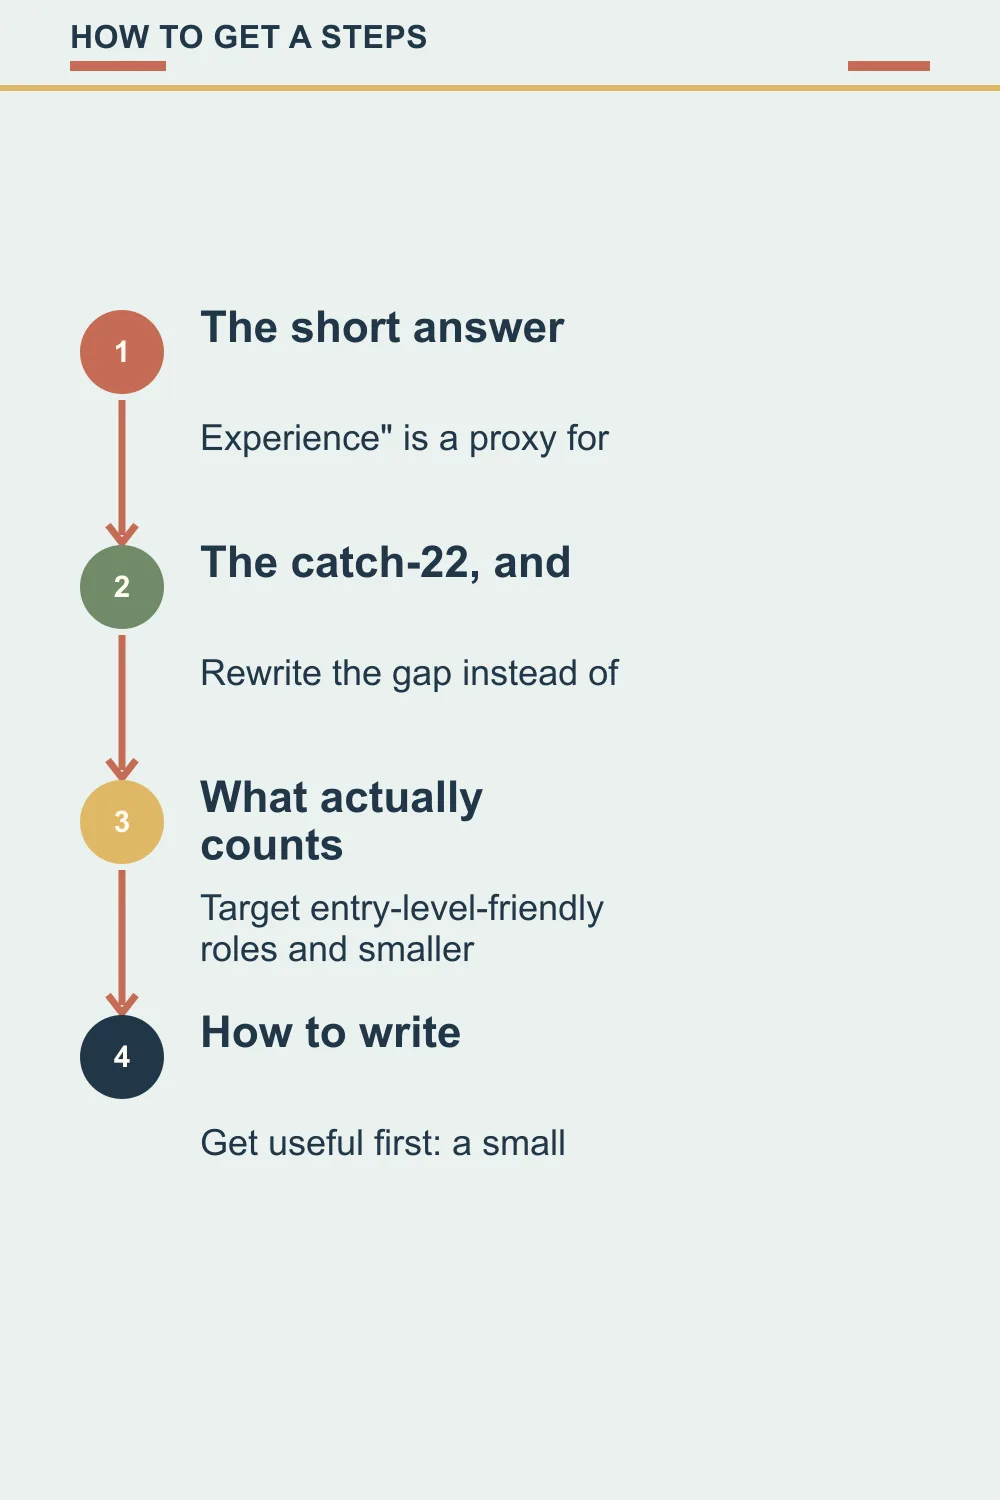 HOW TO GET A STEPS
1
The short answer
Experience" is a proxy for
2
The catch-22, and
Rewrite the gap instead of
3
What actually
counts
Target entry-level-friendly
roles and smaller
4
How to write
Get useful first: a small